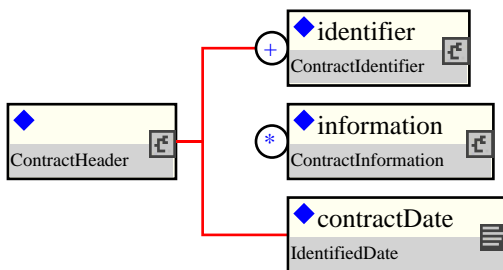 +
identifier
ContractIdentifier
ContractHeader
*
information
ContractInformation
contractDate
IdentifiedDate